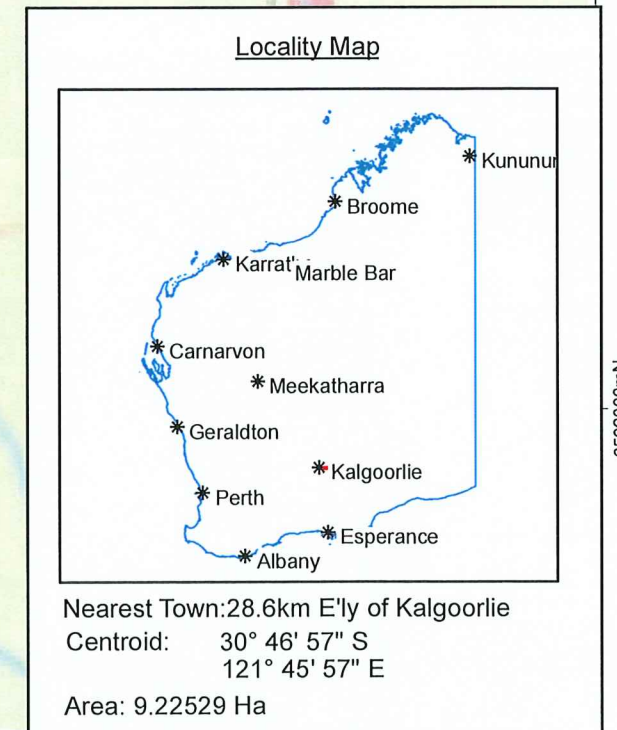 Locality Map
Kununur
Broome
Karrat'
Marble Bar
Carnarvon
Meekatharra
Geraldton
Kalgoorlie
Perth
Esperance
Albany
Nearest Town:28.6km E'ly of Kalgoorlie
Centroid: 30° 46' 57" S
121° 45' 57" E
Area: 9.22529 Ha